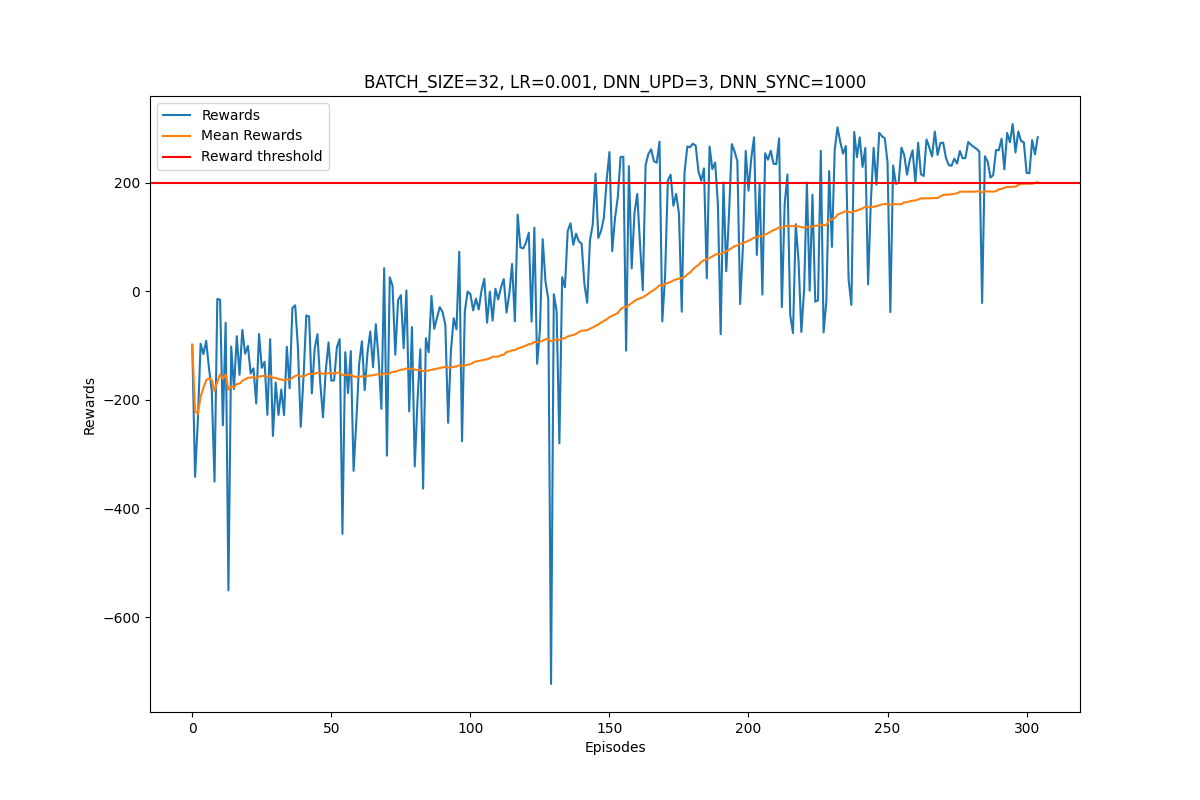 BATCH_SIZE=32, LR=0.001, DNN_UPD=3, DNN_SYNC=1000
Rewards
Mean Rewards
Reward threshold
200
0
−200
−400
−600
Rewards
0
50
100
150
200
250
300
Episodes